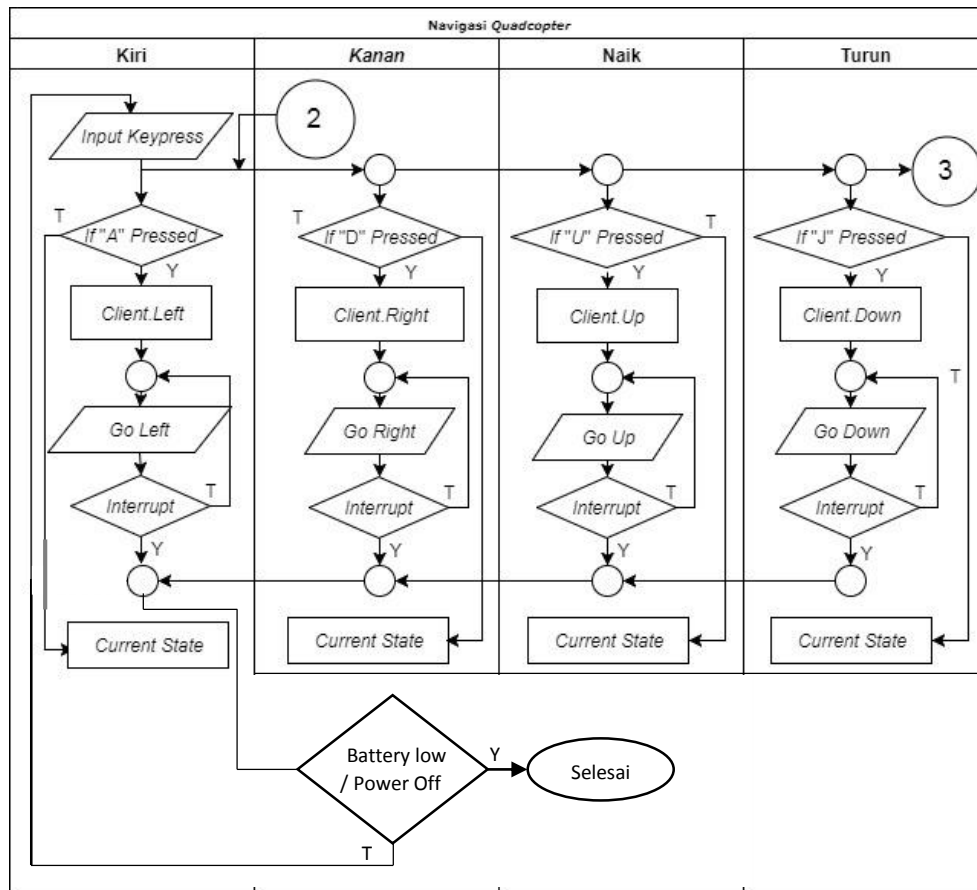 Navigasi Quadcopter
Kiri
Kanan
Naik
Turun
Input Keypress
2
3
T
If "A" Pressed
Y
T
If "D" Pressed
Y
If "U" Pressed
T
Y
If "J" Pressed
T
Y
Client.Left
Client.Right
Client.Up
Client.Down
T
Go Left
Go Right
Go Up
Go Down
Interrupt
T
Y
Interrupt
T
Y
Interrupt
T
Y
Interrupt
T
Y
Current State
Current State
Current State
Current State
Battery low
/ Power Off
Y
Selesai
T